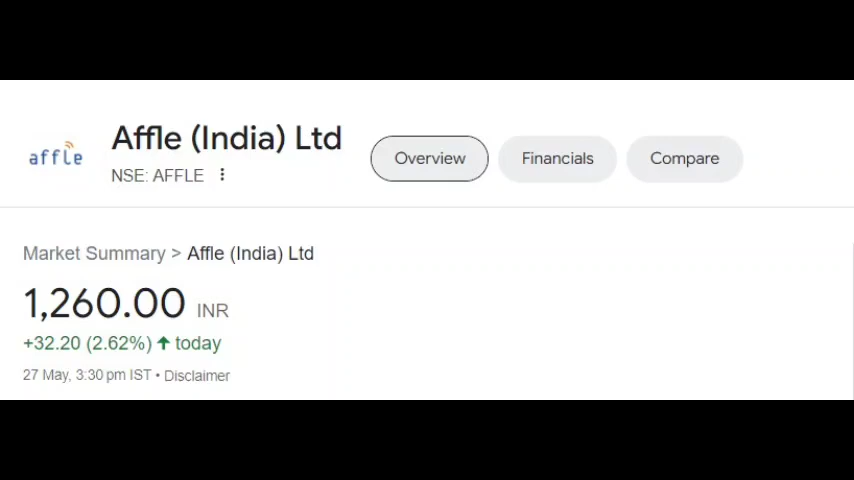 affle
Affle (India) Ltd
NSE: AFFLE
Overview
Financials
Compare
Market Summary > Affle (India) Ltd
1,260.00 INR
+32.20 (2.62%) ↑ today
27 May, 3:30 pm IST • Disclaimer